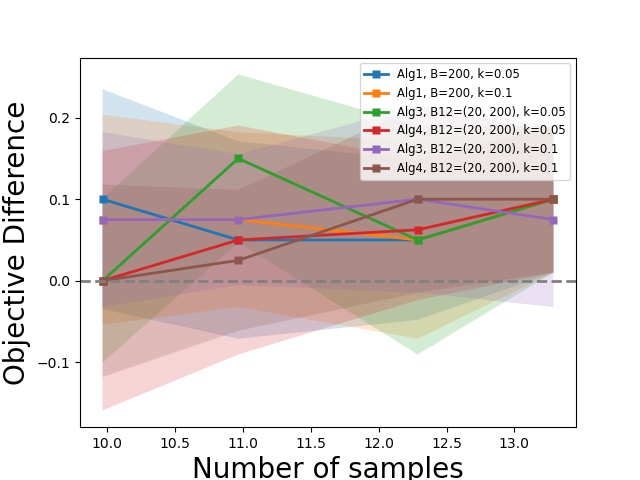 Alg1, B=200, k=0.05
Alg1, B=200, k=0.1
Alg3, B12=(20, 200), k=0.05
Alg4, B12=(20, 200), k=0.05
Alg3, B12=(20, 200), k=0.1
Alg4, B12=(20, 200), k=0.1
Objective Difference
0.2
0.1
0.0
−0.1
10.0 10.5 11.0 11.5 12.0 12.5 13.0
Number of samples